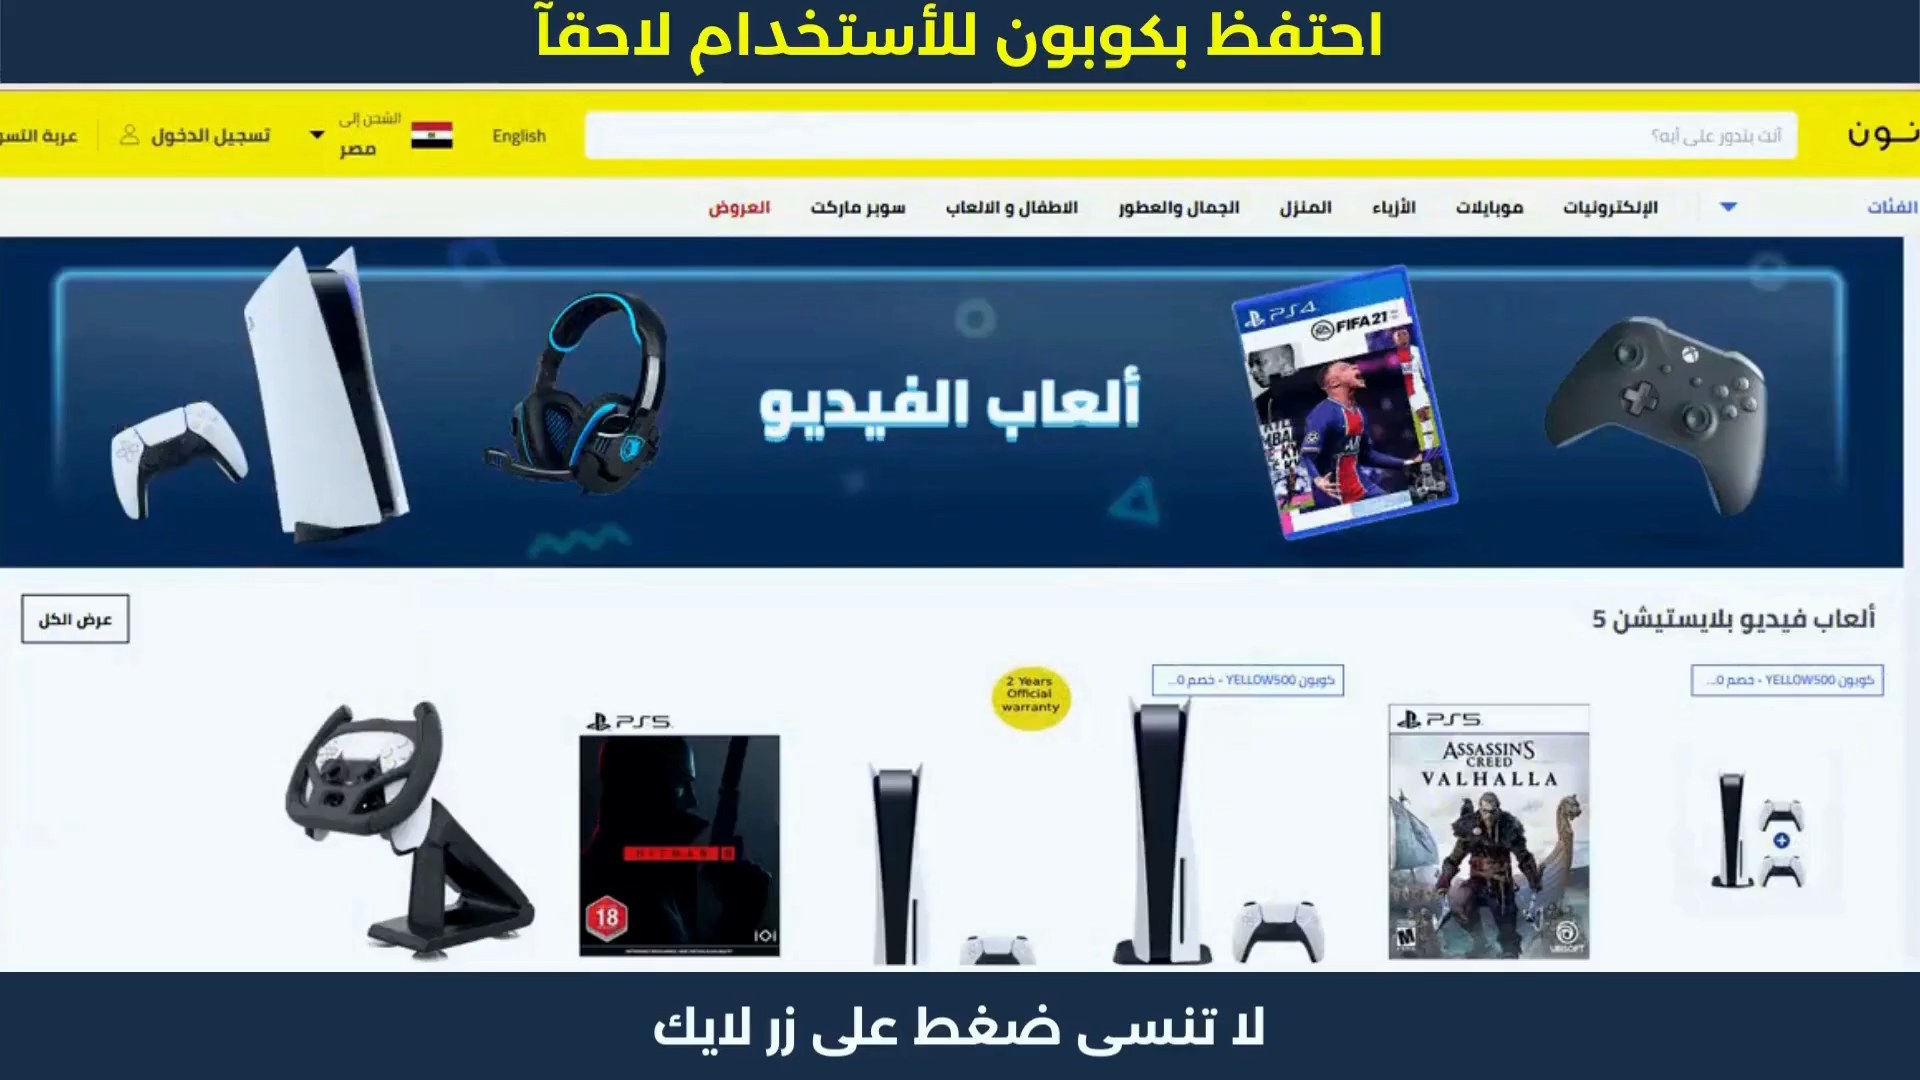 احتفظ بكوبون للأستخدام لاحقآ
نون
أنت بتدور على أيه؟
English
الشحن إلى
مصر
تسجيل الدخول
عربة
الفئات
الإلكترونيات
موبايلات
الأزياء
المنزل
الجمال والعطور
الاطفال و الالعاب
سوبر ماركت
العروض
ألعاب الفيديو
PS4
FIFA 21
ألعاب فيديو بلايستيشن 5
عرض الكل
كوبون YELLOW500 - خصم 0...
كوبون YELLOW500 - خصم 0...
2 Years
Official
warranty
PS5
ASSASSIN'S
CREED
VALHALLA
M
UBISOFT
PS5
HITMAN
18
IOI
لا تنسى ضغط على زر لايك